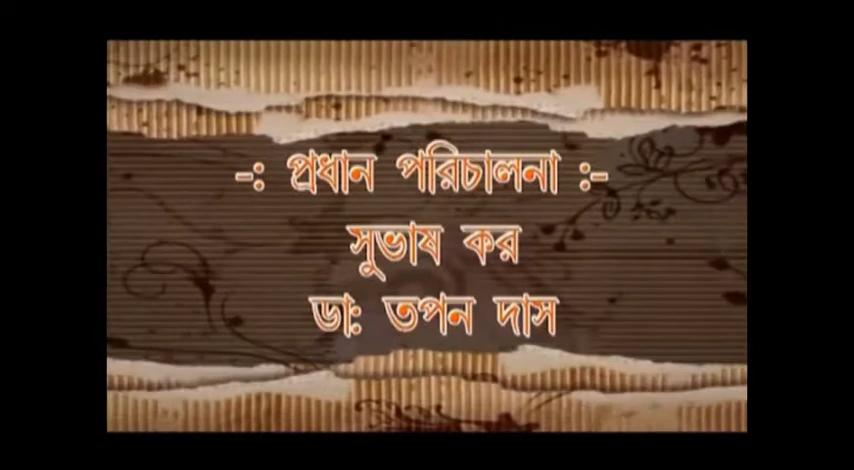 -: প্রধান পরিচালনা :-
সুভাষ কর
ডা: তপন দাস